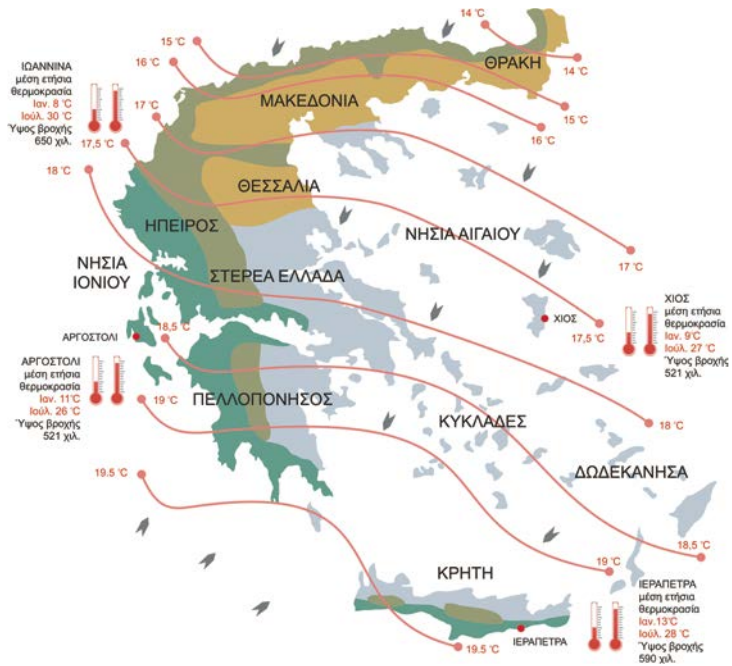 14 °C
15 °C
ΘΡΑΚΗ
14 °C
16 °C
ΙΩΑΝΝΙΝΑ
μέση ετήσια
θερμοκρασία
Ιαν. 8 °C
Ιούλ. 30 °C
Ύψος βροχής
650 χιλ.
ΜΑΚΕΔΟΝΙΑ
17 °C
15 °C
16 °C
17,5 °C
18 °C
ΘΕΣΣΑΛΙΑ
ΗΠΕΙΡΟΣ
ΝΗΣΙΑ ΑΙΓΑΙΟΥ
17 °C
ΝΗΣΙΑ
ΙΟΝΙΟΥ
ΣΤΕΡΕΑ ΕΛΛΑΔΑ
ΧΙΟΣ
17,5 °C
ΧΙΟΣ
μέση ετήσια
θερμοκρασία
Ιαν. 9°C
Ιούλ. 27 °C
Ύψος βροχής
521 χιλ.
18,5 °C
ΑΡΓΟΣΤΟΛΙ
ΑΡΓΟΣΤΟΛΙ
μέση ετήσια
θερμοκρασία
Ιαν. 11°C
Ιούλ. 26 °C
Ύψος βροχής
521 χιλ.
19 °C
ΠΕΛΛΟΠΟΝΗΣΟΣ
ΚΥΚΛΑΔΕΣ
18 °C
ΔΩΔΕΚΑΝΗΣΑ
19.5 °C
18,5 °C
19 °C
ΚΡΗΤΗ
ΙΕΡΑΠΕΤΡΑ
μέση ετήσια
θερμοκρασία
Ιαν.13°C
Ιούλ. 28 °C
Ύψος βροχής
590 χιλ.
ΙΕΡΑΠΕΤΡΑ
19.5 °C